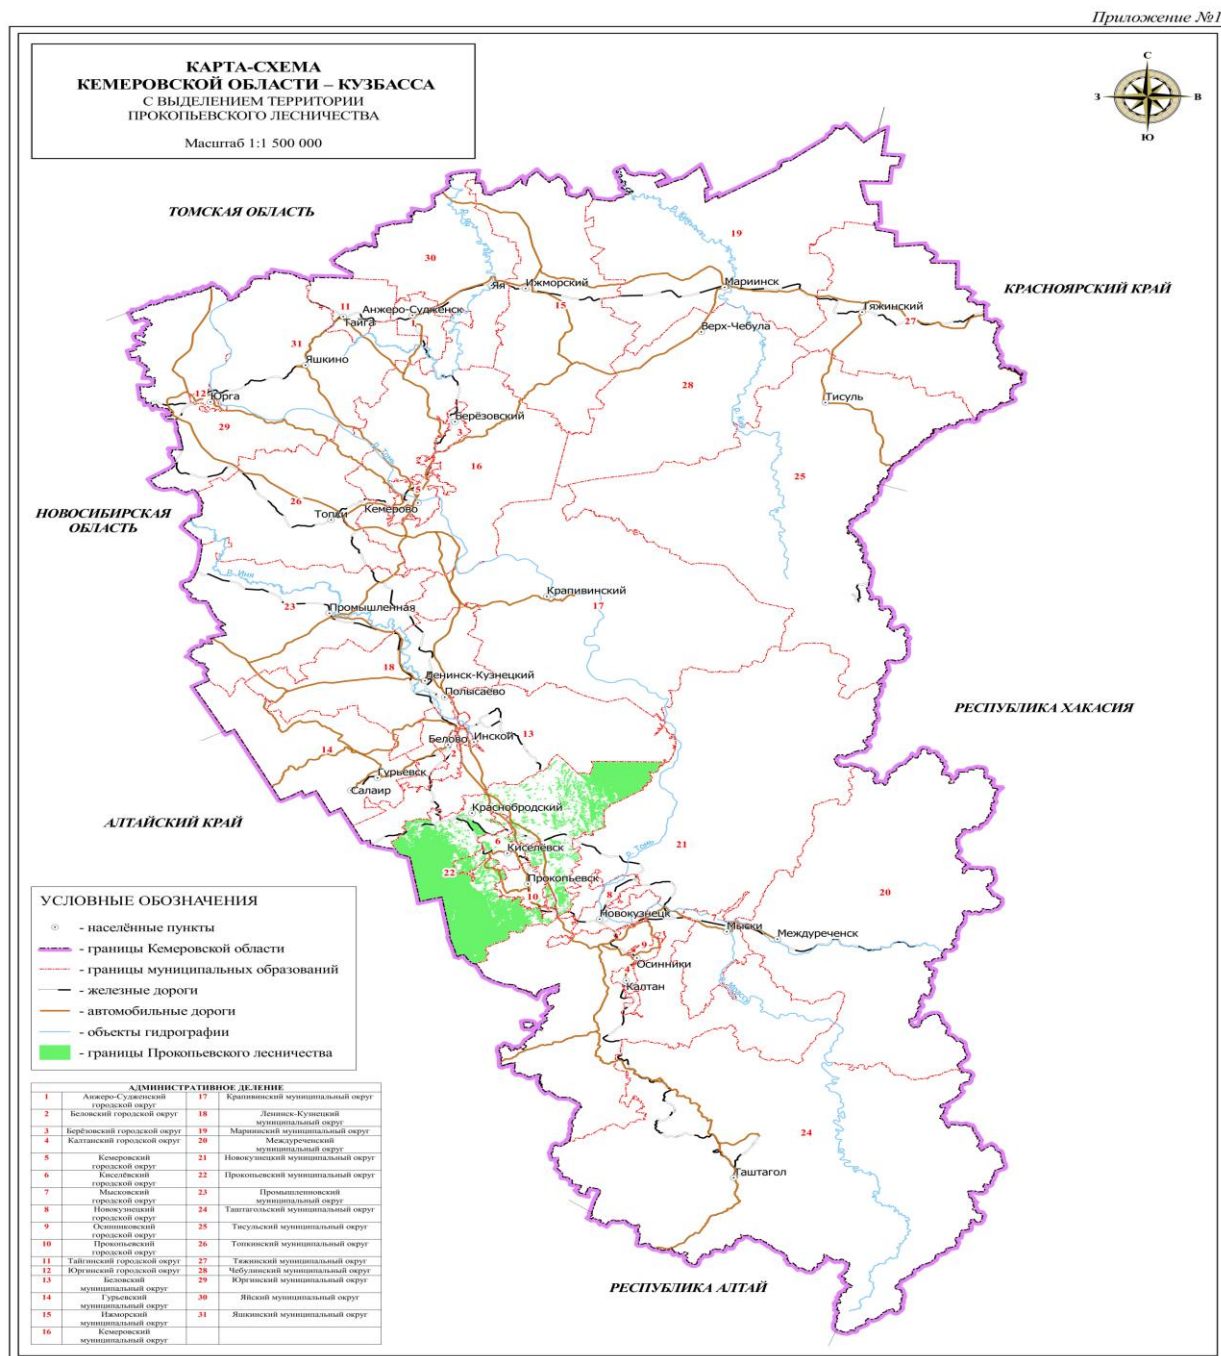 Приложение №1
КАРТА-СХЕМА
КЕМЕРОВСКОЙ ОБЛАСТИ – КУЗБАССА
С ВЫДЕЛЕНИЕМ ТЕРРИТОРИИ
ПРОКОПЬЕВСКОГО ЛЕСНИЧЕСТВА
Масштаб 1:1 500 000
С
З
В
Ю
ТОМСКАЯ ОБЛАСТЬ
КРАСНОЯРСКИЙ КРАЙ
НОВОСИБИРСКАЯ
ОБЛАСТЬ
РЕСПУБЛИКА ХАКАСИЯ
АЛТАЙСКИЙ КРАЙ
РЕСПУБЛИКА АЛТАЙ
19
30
Яя
Ижморский
15
Мариинск
Тяжинский
27
11
Тайга
Анжеро-Судженск
1
Верх-Чебула
31
Яшкино
28
р. Кия
Тисуль
12
Юрга
29
Берёзовский
3
р. Томь
16
25
26
5
Топки
Кемерово
р. Иня
23
Промышленная
Крапивинский
17
18
Ленинск-Кузнецкий
Полысаево
Белово
2
Инской
13
14
Гурьевск
Салаир
Краснобродский
6
Киселёвск
22
Прокопьевск
10
р. Томь
21
20
8
Новокузнецк
Мыски
Междуреченск
9
Осинники
4
Калтан
24
Таштагол
УСЛОВНЫЕ ОБОЗНАЧЕНИЯ
- населённые пункты
- границы Кемеровской области
- границы муниципальных образований
- железные дороги
- автомобильные дороги
- объекты гидрографии
- границы Прокопьевского лесничества
АДМИНИСТРАТИВНОЕ ДЕЛЕНИЕ
1 Анжеро-Судженский городской округ 17 Крапивинский муниципальный округ
2 Беловский городской округ 18 Ленинск-Кузнецкий муниципальный округ
3 Берёзовский городской округ 19 Мариинский муниципальный округ
4 Калтанский городской округ 20 Междуреченский муниципальный округ
5 Кемеровский городской округ 21 Новокузнецкий муниципальный округ
6 Киселёвский городской округ 22 Прокопьевский муниципальный округ
7 Мысковский городской округ 23 Промышленновский муниципальный округ
8 Новокузнецкий городской округ 24 Таштагольский муниципальный округ
9 Осинниковский городской округ 25 Тисульский муниципальный округ
10 Прокопьевский городской округ 26 Топкинский муниципальный округ
11 Тайгинский городской округ 27 Тяжинский муниципальный округ
12 Юргинский городской округ 28 Чебулинский муниципальный округ
13 Беловский муниципальный округ 29 Юргинский муниципальный округ
14 Гурьевский муниципальный округ 30 Яйский муниципальный округ
15 Ижморский муниципальный округ 31 Яшкинский муниципальный округ
16 Кемеровский муниципальный округ